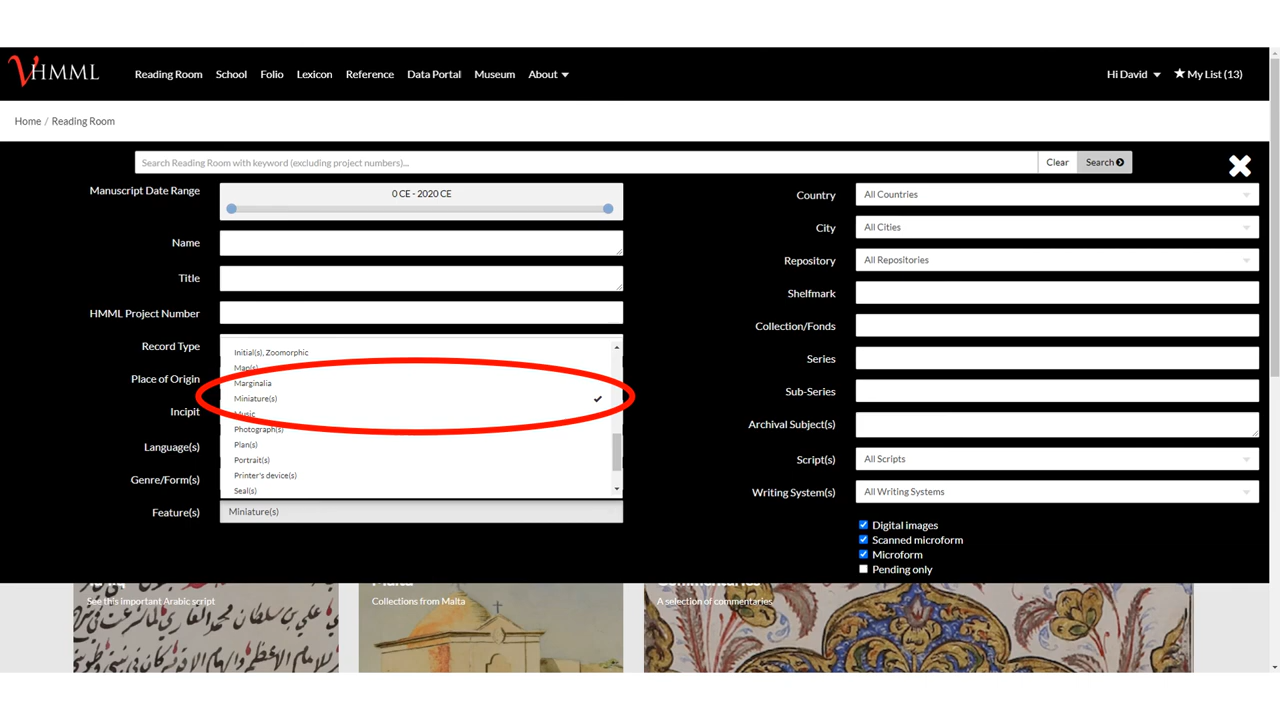 vHMML
Reading Room School Folio Lexicon Reference Data Portal Museum About
Hi David My List (13)
Home / Reading Room
Search Reading Room with keyword (excluding project numbers)...
Clear
Search
Manuscript Date Range
0 CE - 2020 CE
Name
Title
HMML Project Number
Record Type
Place of Origin
Incipit
Language(s)
Genre/Form(s)
Feature(s)
Initial(s), Zoomorphic
Map(s)
Marginalia
Miniature(s)
Music
Photograph(s)
Plan(s)
Portrait(s)
Printer's device(s)
Seal(s)
Miniature(s)
Country
All Countries
City
All Cities
Repository
All Repositories
Shelfmark
Collection/Fonds
Series
Sub-Series
Archival Subject(s)
Script(s)
All Scripts
Writing System(s)
All Writing Systems
Digital images
Scanned microform
Microform
Pending only
See this important Arabic script
Malta
Collections from Malta
Commentaries
A selection of commentaries.